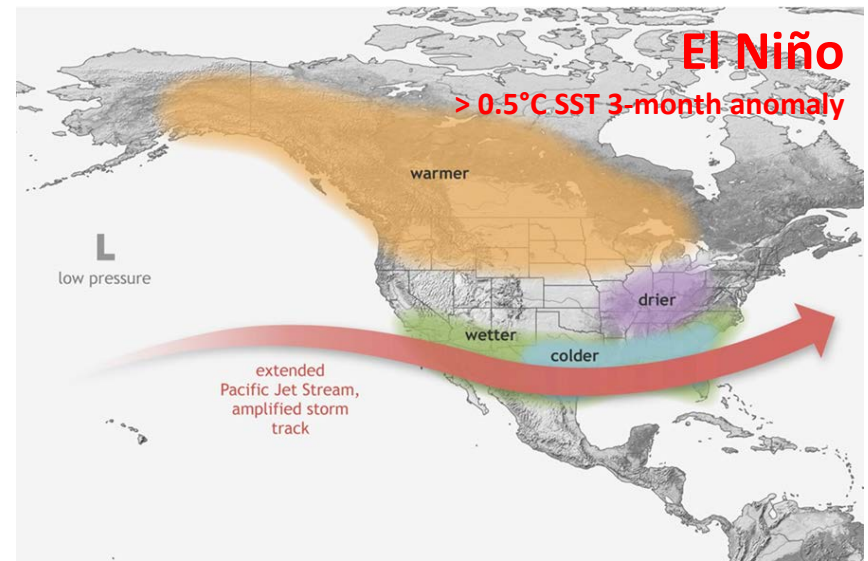 El Niño
> 0.5°C SST 3-month anomaly
warmer
L
low pressure
drier
wetter
colder
extended
Pacific Jet Stream,
amplified storm
track